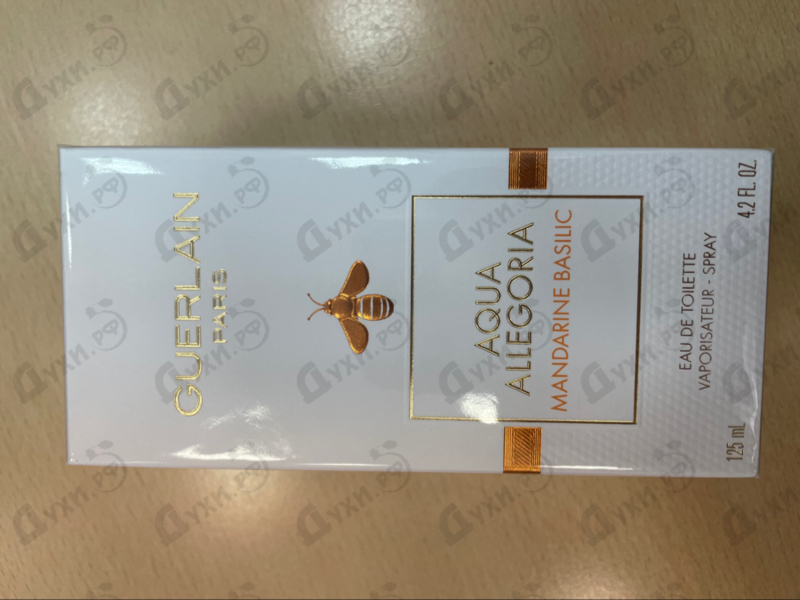 GUERLAIN
PARIS
AQUA
ALLEGORIA
MANDARINE BASILIC
EAU DE TOILETTE
VAPORISATEUR - SPRAY
125 mL
4.2 FL. OZ.
Духи.РФ